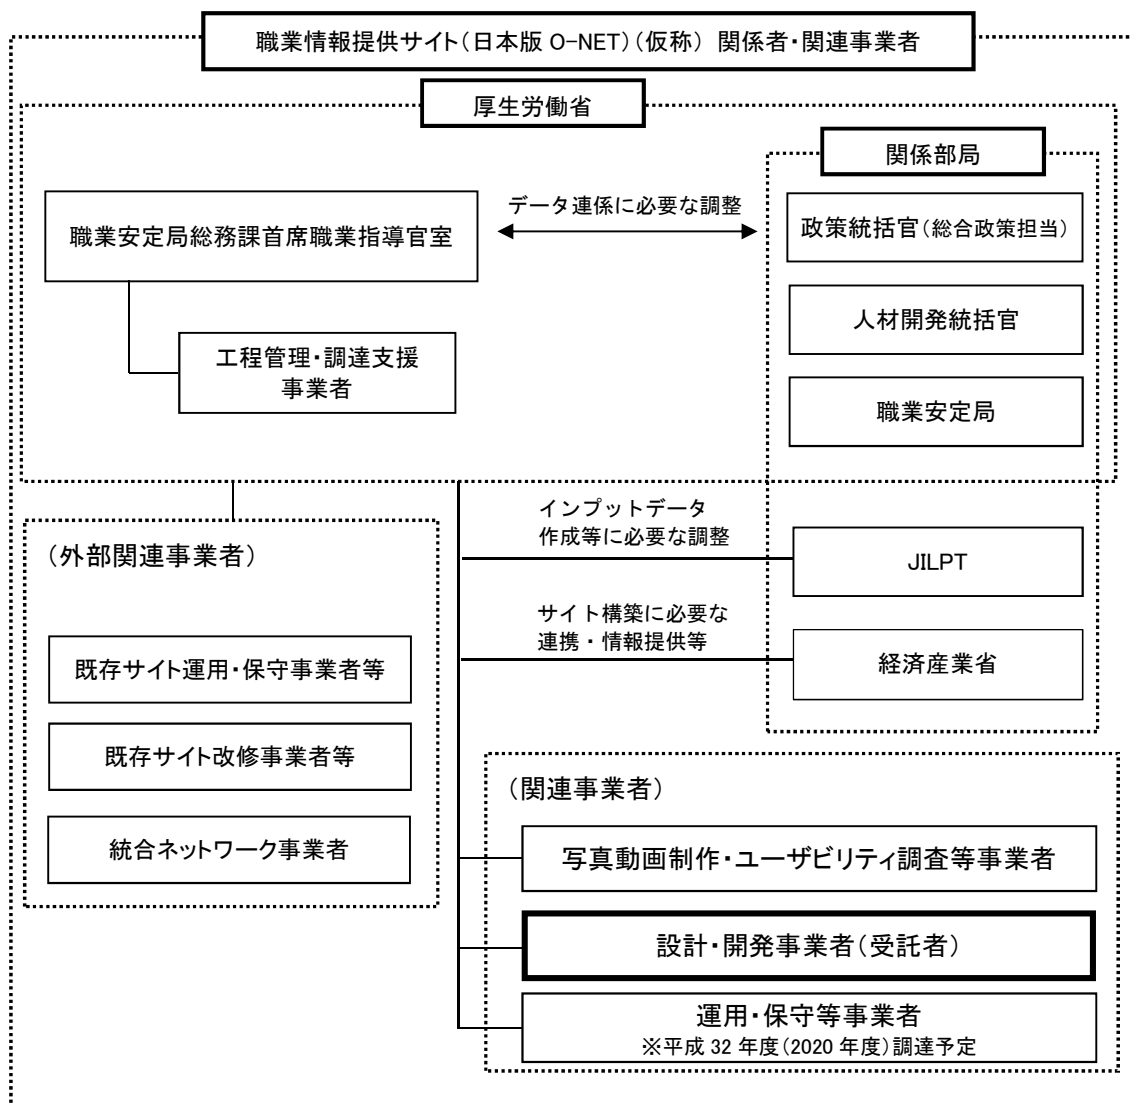 職業情報提供サイト（日本版 O-NET）（仮称） 関係者・関連事業者
厚生労働省
関係部局
データ連係に必要な調整
職業安定局総務課首席職業指導官室
政策統括官（総合政策担当）
人材開発統括官
工程管理・調達支援
事業者
職業安定局
インプットデータ
作成等に必要な調整
（外部関連事業者）
JILPT
サイト構築に必要な
連携・情報提供等
既存サイト運用・保守事業者等
経済産業省
既存サイト改修事業者等
（関連事業者）
統合ネットワーク事業者
写真動画制作・ユーザビリティ調査等事業者
設計・開発事業者（受託者）
運用・保守等事業者
※平成 32 年度（2020 年度）調達予定